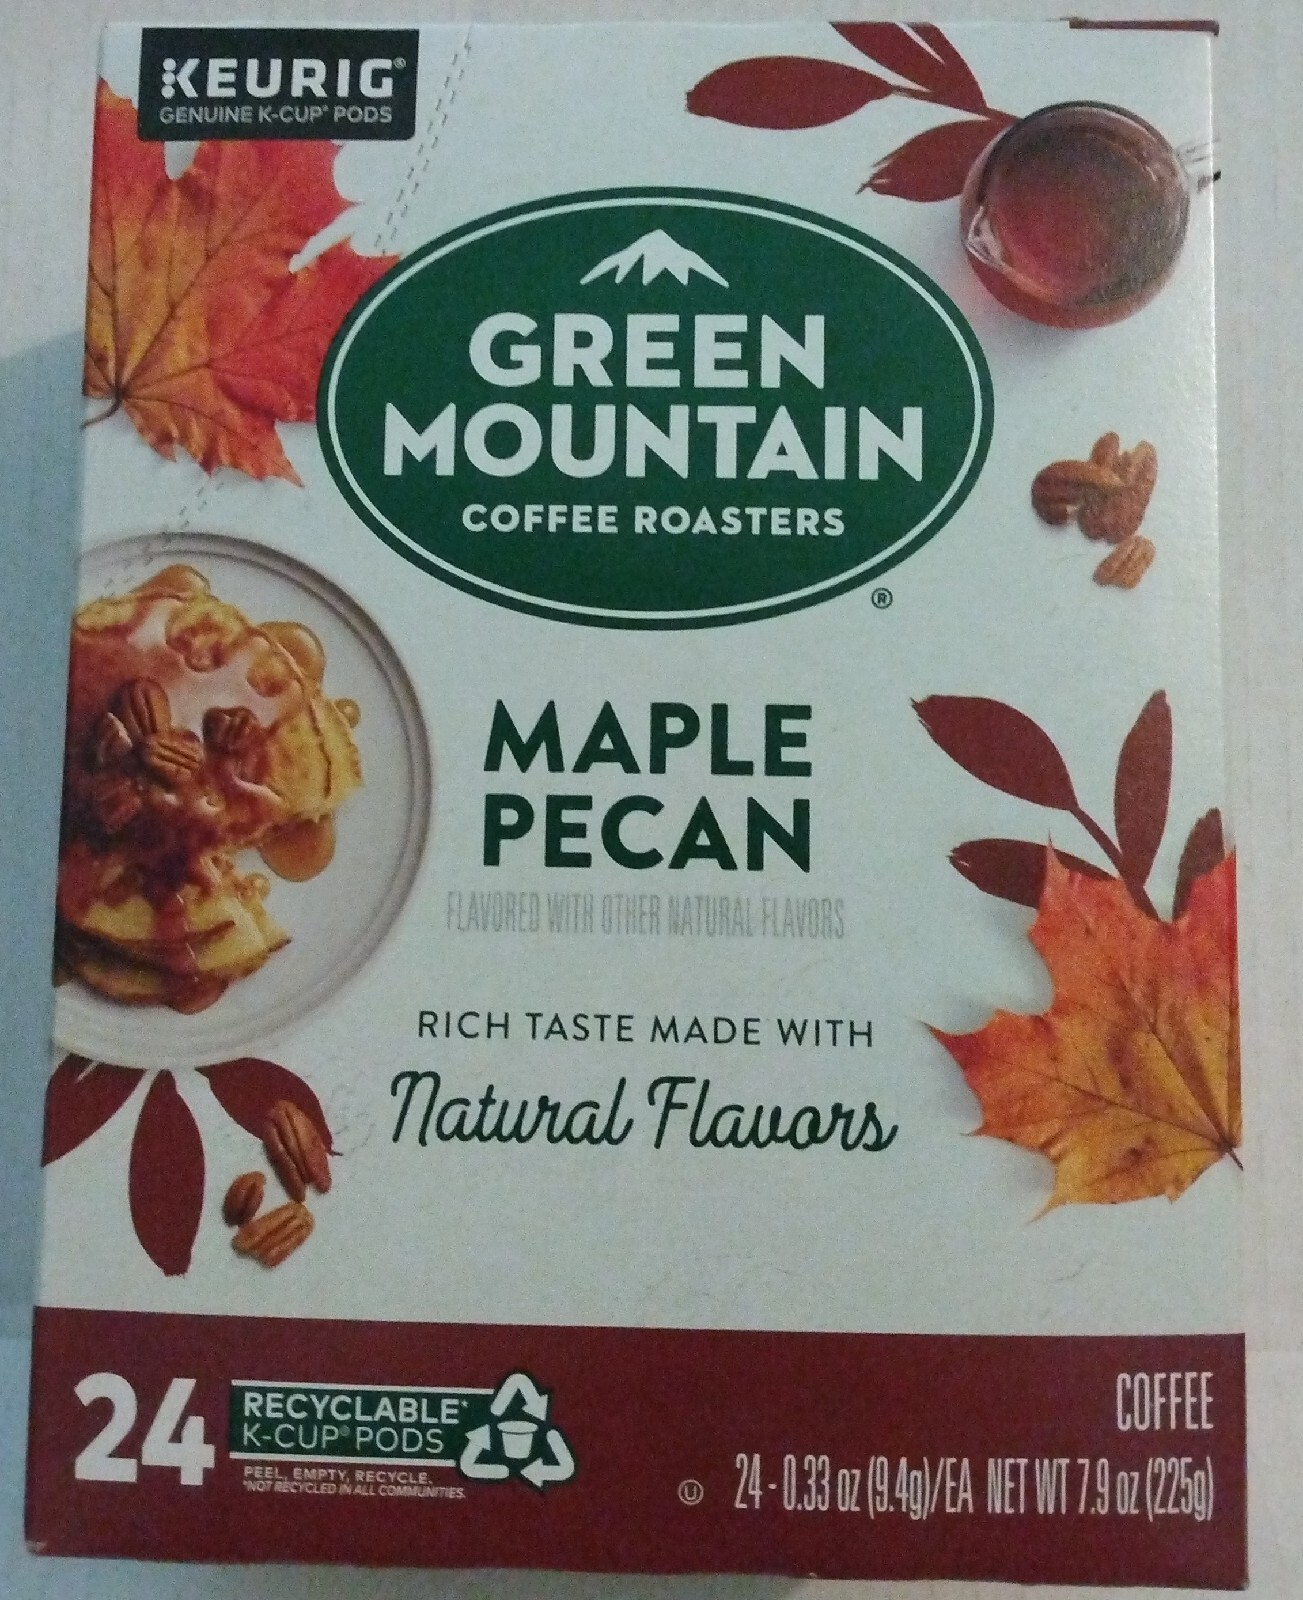 KEURIG®
GENUINE K-CUP® PODS
GREEN
MOUNTAIN
COFFEE ROASTERS
®
MAPLE
PECAN
FLAVORED WITH OTHER NATURAL FLAVORS
RICH TASTE MADE WITH
Natural Flavors
24
RECYCLABLE*
K-CUP® PODS
PEEL, EMPTY, RECYCLE.
*NOT RECYCLED IN ALL COMMUNITIES.
COFFEE
U 24 - 0.33 oz (9.4g)/EA NET WT 7.9 oz (225g)